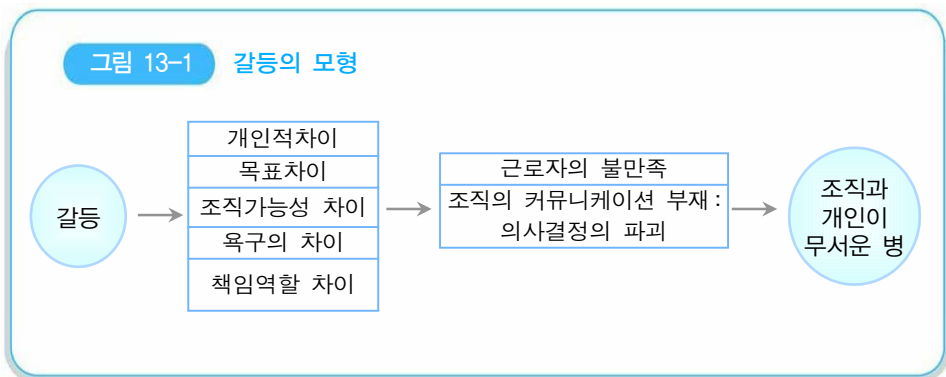 그림 13-1 갈등의 모형
갈등
개인적차이
목표차이
조직가능성 차이
욕구의 차이
책임역할 차이
근로자의 불만족
조직의 커뮤니케이션 부재 :
의사결정의 파괴
조직과
개인이
무서운 병